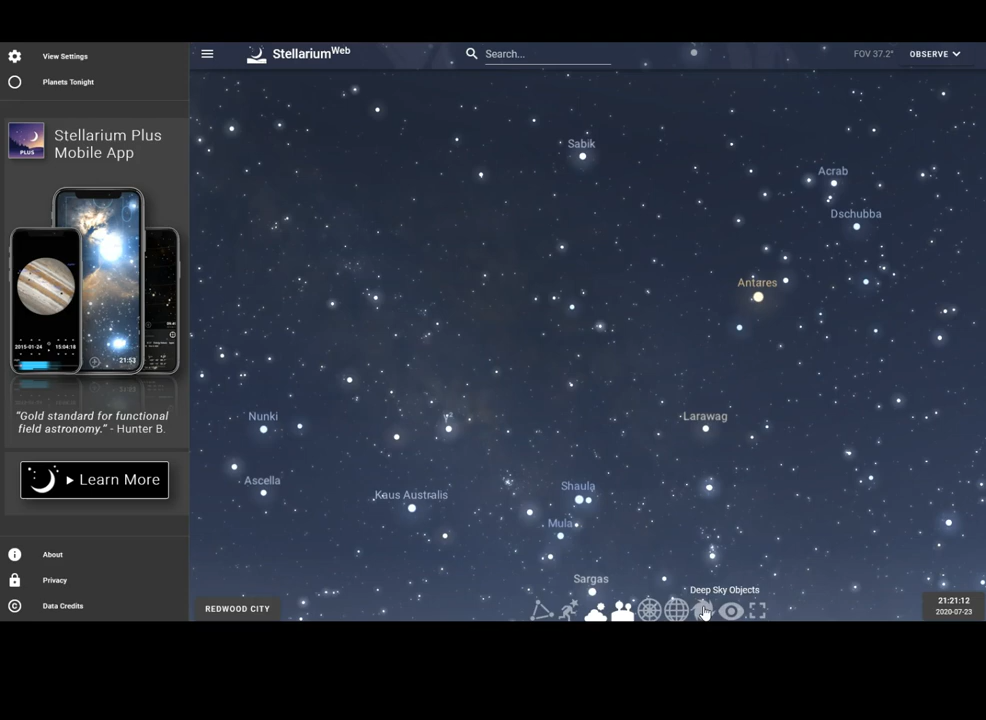 View Settings
Planets Tonight
PLUS
Stellarium Plus
Mobile App
2015-01-24
15:04:18
21:53
"Gold standard for functional
field astronomy." - Hunter B.
Learn More
About
Privacy
Data Credits
StellariumWeb
Search...
FOV 37.2°
OBSERVE
Sabik
Acrab
Dschubba
Antares
Larawag
Nunki
Ascella
Kaus Australis
Shaula
Mula
Sargas
Deep Sky Objects
REDWOOD CITY
21:21:12
2020-07-23